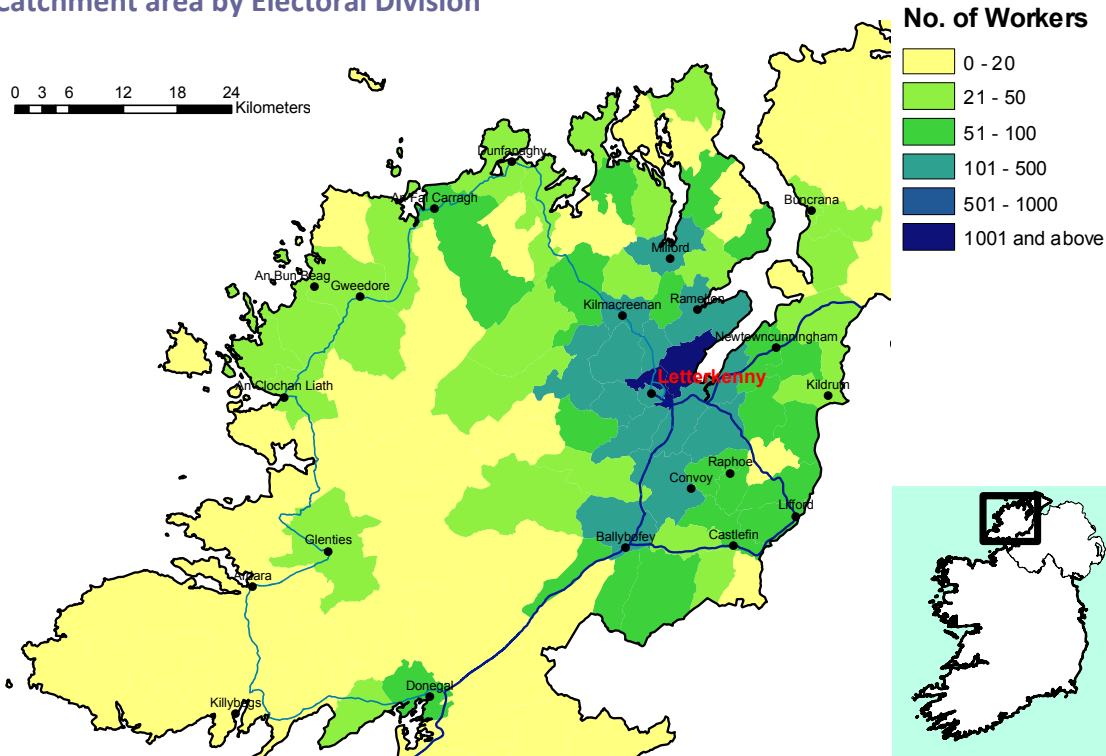 Catchment area by Electoral Division
No. of Workers
0 - 20
21 - 50
51 - 100
101 - 500
501 - 1000
1001 and above
0 3 6 12 18 24
Kilometers
Dunfanaghy
An Fal Carragh
Buncrana
Milford
An Bun Beag
Gweedore
Kilmacreenan
Ramelton
Newtowncunningham
Letterkenny
An Clochan Liath
Kildrum
Raphoe
Convoy
Lifford
Glenties
Ballybofey
Castlefin
Ardara
Donegal
Killybegs